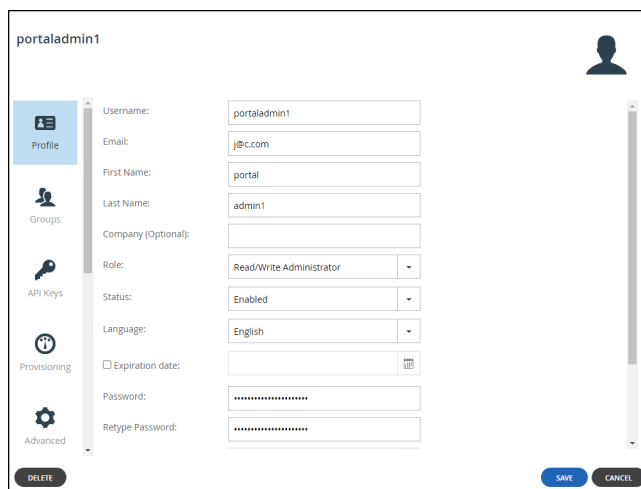 portaladmin1
Profile
Groups
API Keys
Provisioning
Advanced
Username: portaladmin1
Email: j@c.com
First Name: portal
Last Name: admin1
Company (Optional):
Role: Read/Write Administrator
Status: Enabled
Language: English
Expiration date:
Password: ••••••••••••••••••••••
Retype Password: ••••••••••••••••••••••
DELETE
SAVE
CANCEL